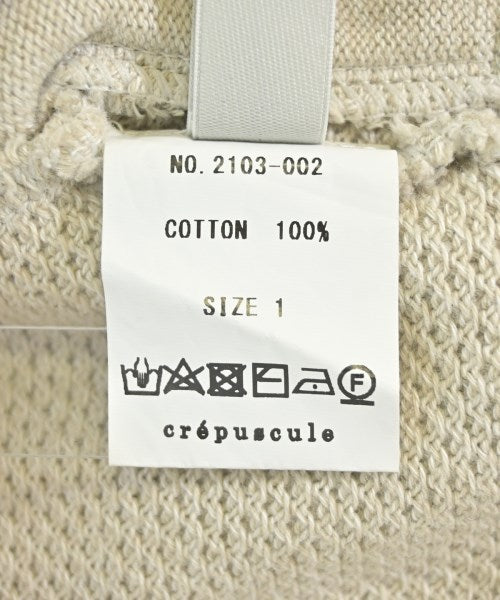 NO. 2103-002
COTTON 100%
SIZE 1
F
crépuscule